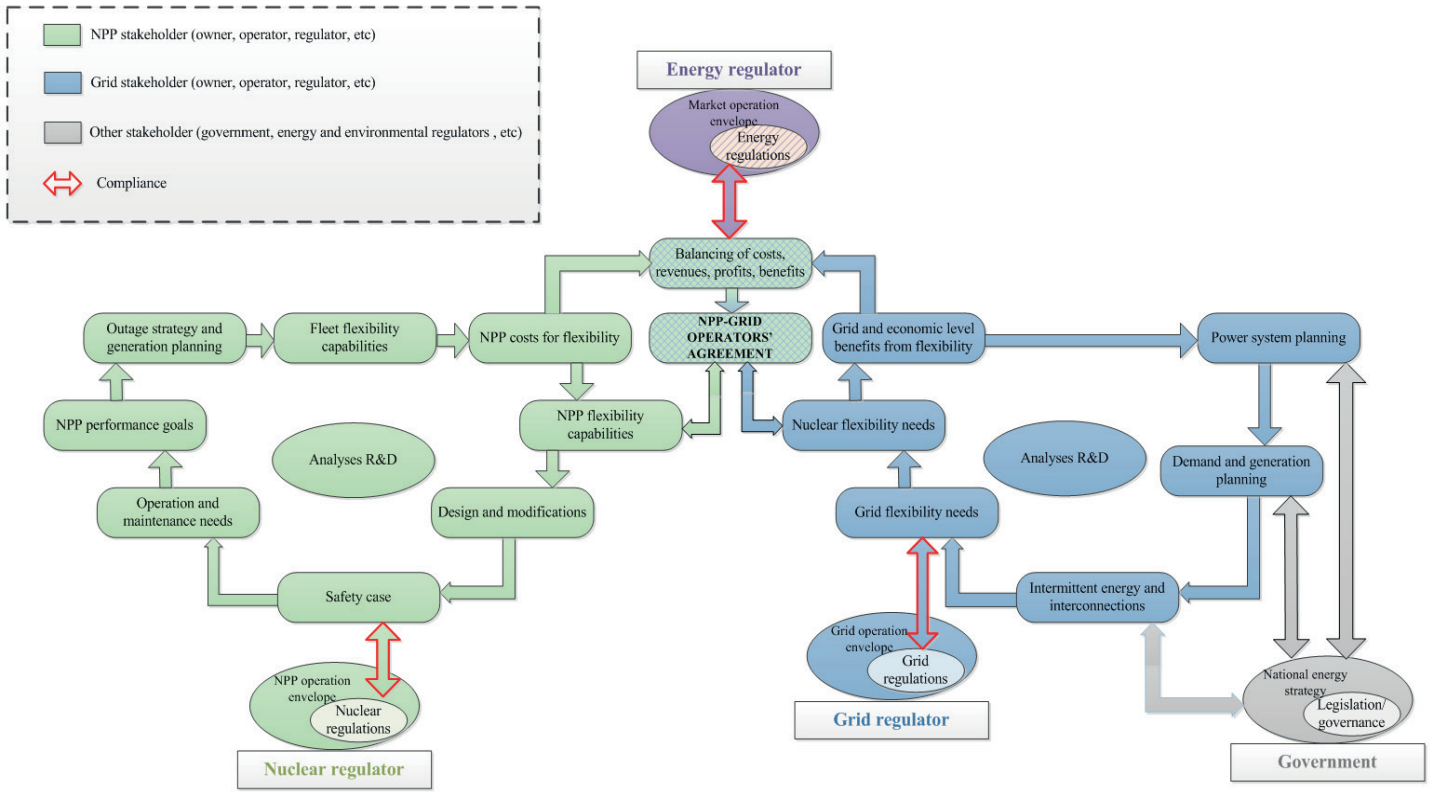 NPP stakeholder (owner, operator, regulator, etc)
Grid stakeholder (owner, operator, regulator, etc)
Other stakeholder (government, energy and environmental regulators , etc)
Compliance
Energy regulator
Market operation
envelope
Energy
regulations
Balancing of costs,
revenues, profits, benefits
Outage strategy and
generation planning
Fleet flexibility
capabilities
NPP costs for flexibility
NPP-GRID
OPERATORS'
AGREEMENT
Grid and economic level
benefits from flexibility
Power system planning
NPP performance goals
NPP flexibility
capabilities
Nuclear flexibility needs
Analyses R&D
Analyses R&D
Demand and generation
planning
Operation and
maintenance needs
Design and modifications
Grid flexibility needs
Safety case
Intermittent energy and
interconnections
Grid operation
envelope
Grid
regulations
NPP operation
envelope
Nuclear
regulations
National energy
strategy
Legislation/
governance
Grid regulator
Nuclear regulator
Government